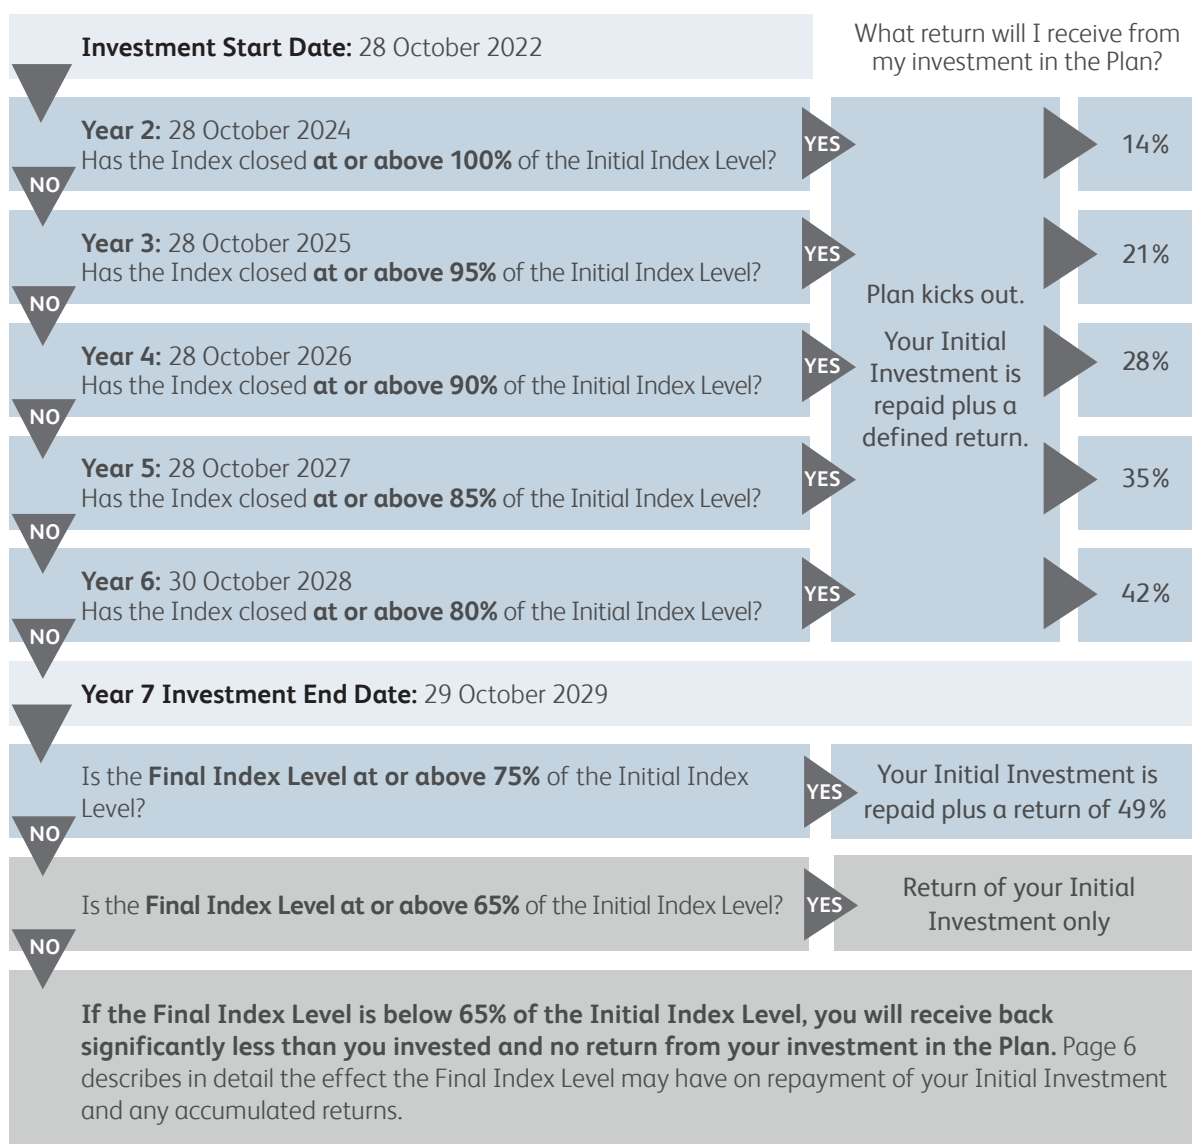 Investment Start Date: 28 October 2022
What return will I receive from
my investment in the Plan?
Year 2: 28 October 2024
Has the Index closed at or above 100% of the Initial Index Level?
YES
14%
NO
Year 3: 28 October 2025
Has the Index closed at or above 95% of the Initial Index Level?
YES
21%
NO
Year 4: 28 October 2026
Has the Index closed at or above 90% of the Initial Index Level?
YES
28%
NO
Year 5: 28 October 2027
Has the Index closed at or above 85% of the Initial Index Level?
YES
35%
NO
Year 6: 30 October 2028
Has the Index closed at or above 80% of the Initial Index Level?
YES
42%
NO
Plan kicks out.
Your Initial
Investment is
repaid plus a
defined return.
Year 7 Investment End Date: 29 October 2029
Is the Final Index Level at or above 75% of the Initial Index
Level?
YES
Your Initial Investment is
repaid plus a return of 49%
NO
Is the Final Index Level at or above 65% of the Initial Index Level?
YES
Return of your Initial
Investment only
NO
If the Final Index Level is below 65% of the Initial Index Level, you will receive back
significantly less than you invested and no return from your investment in the Plan. Page 6
describes in detail the effect the Final Index Level may have on repayment of your Initial Investment
and any accumulated returns.